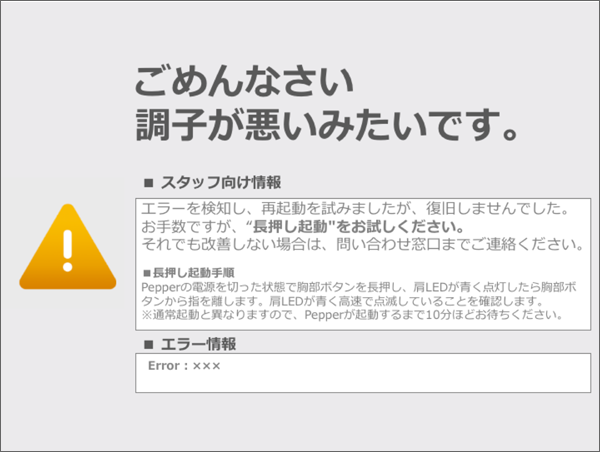 ごめんなさい
調子が悪いみたいです。
■ スタッフ向け情報
エラーを検知し、再起動を試みましたが、復旧しませんでした。
お手数ですが、“長押し起動"をお試しください。
それでも改善しない場合は、問い合わせ窓口までご連絡ください。
■長押し起動手順
Pepperの電源を切った状態で胸部ボタンを長押し、肩LEDが青く点灯したら胸部ボ
タンから指を離します。肩LEDが青く高速で点滅していることを確認します。
※通常起動と異なりますので、Pepperが起動するまで10分ほどお待ちください。
■ エラー情報
Error：×××